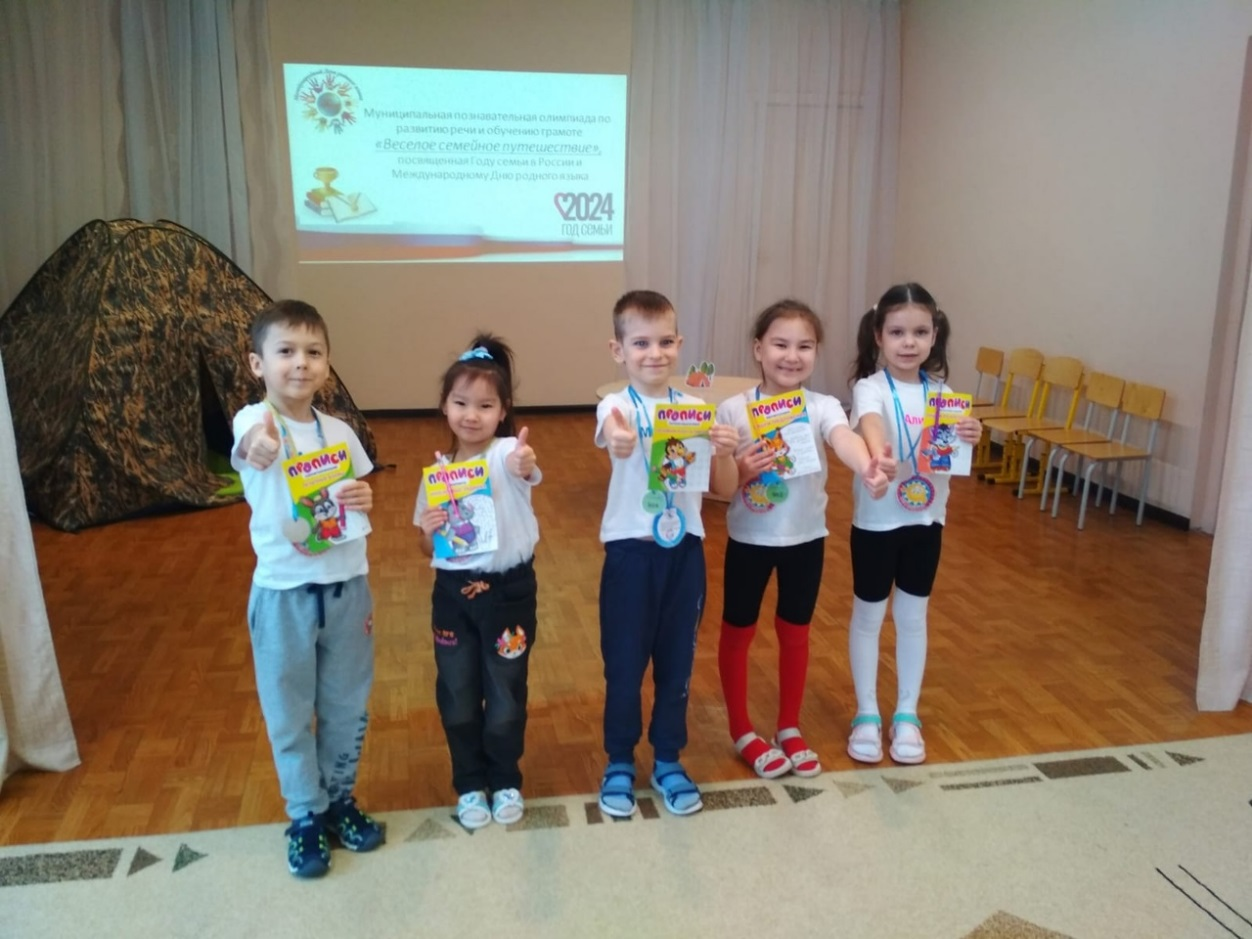 Муниципальная познавательная олимпиада по
развитию речи и обучению грамоте
«Веселое семейное путешествие»,
посвященная Году семьи в России и
Международному Дню родного языка
2024
ГОД СЕМЬИ
ПРОПИСИ
ПРОПИСИ
ПРОПИСИ
ПРОПИСИ
ПРОПИСИ